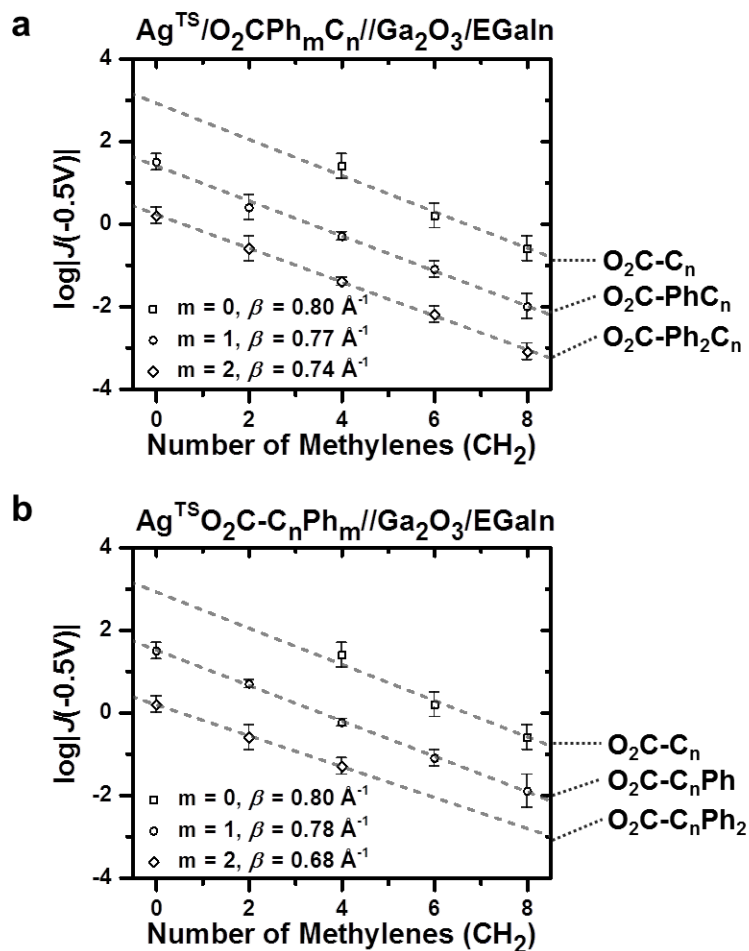 a
Ag^TS/O₂CPhₘCₙ//Ga₂O₃/EGaIn
4
2
0
-2
-4
log|J(-0.5V)|
m = 0, β = 0.80 Å⁻¹
m = 1, β = 0.77 Å⁻¹
m = 2, β = 0.74 Å⁻¹
O₂C-Cₙ
O₂C-PhCₙ
O₂C-Ph₂Cₙ
0 2 4 6 8
Number of Methylenes (CH₂)
b
Ag^TSO₂C-CₙPhₘ//Ga₂O₃/EGaIn
4
2
0
-2
-4
log|J(-0.5V)|
m = 0, β = 0.80 Å⁻¹
m = 1, β = 0.78 Å⁻¹
m = 2, β = 0.68 Å⁻¹
O₂C-Cₙ
O₂C-CₙPh
O₂C-CₙPh₂
0 2 4 6 8
Number of Methylenes (CH₂)